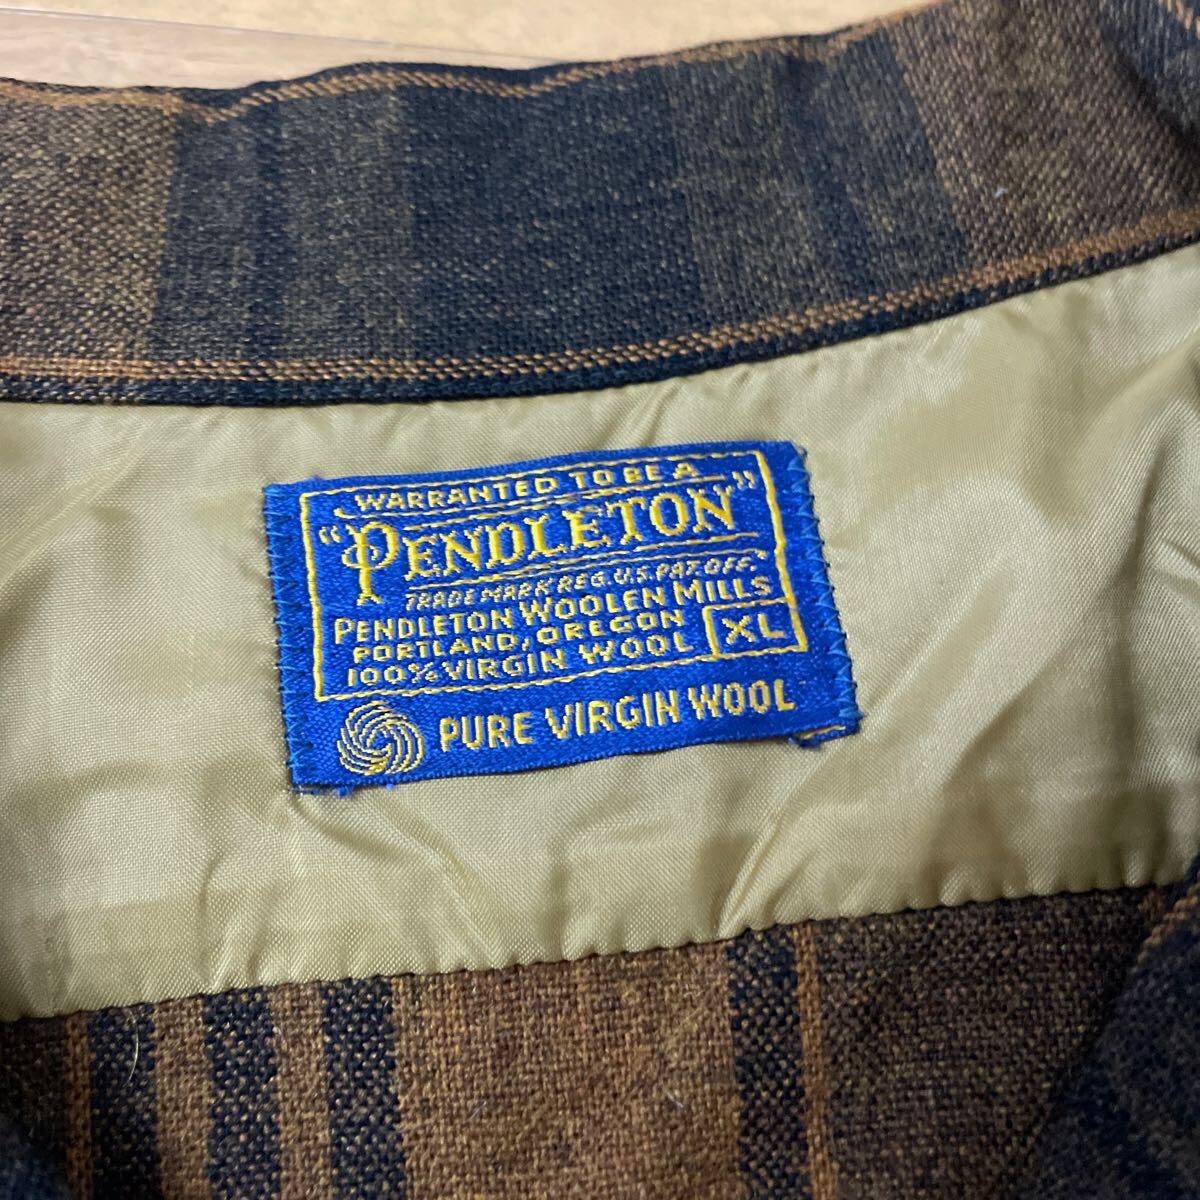 WARRANTED TO BE A
"PENDLETON"
TRADE MARK REG. U.S. PAT. OFF.
PENDLETON WOOLEN MILLS
PORTLAND, OREGON
100% VIRGIN WOOL
XL
PURE VIRGIN WOOL